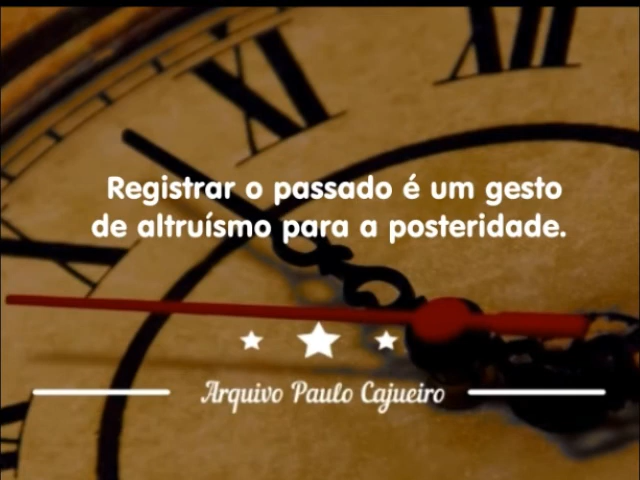 Registrar o passado é um gesto
de altruísmo para a posteridade.
Arquivo Paulo Cajueiro